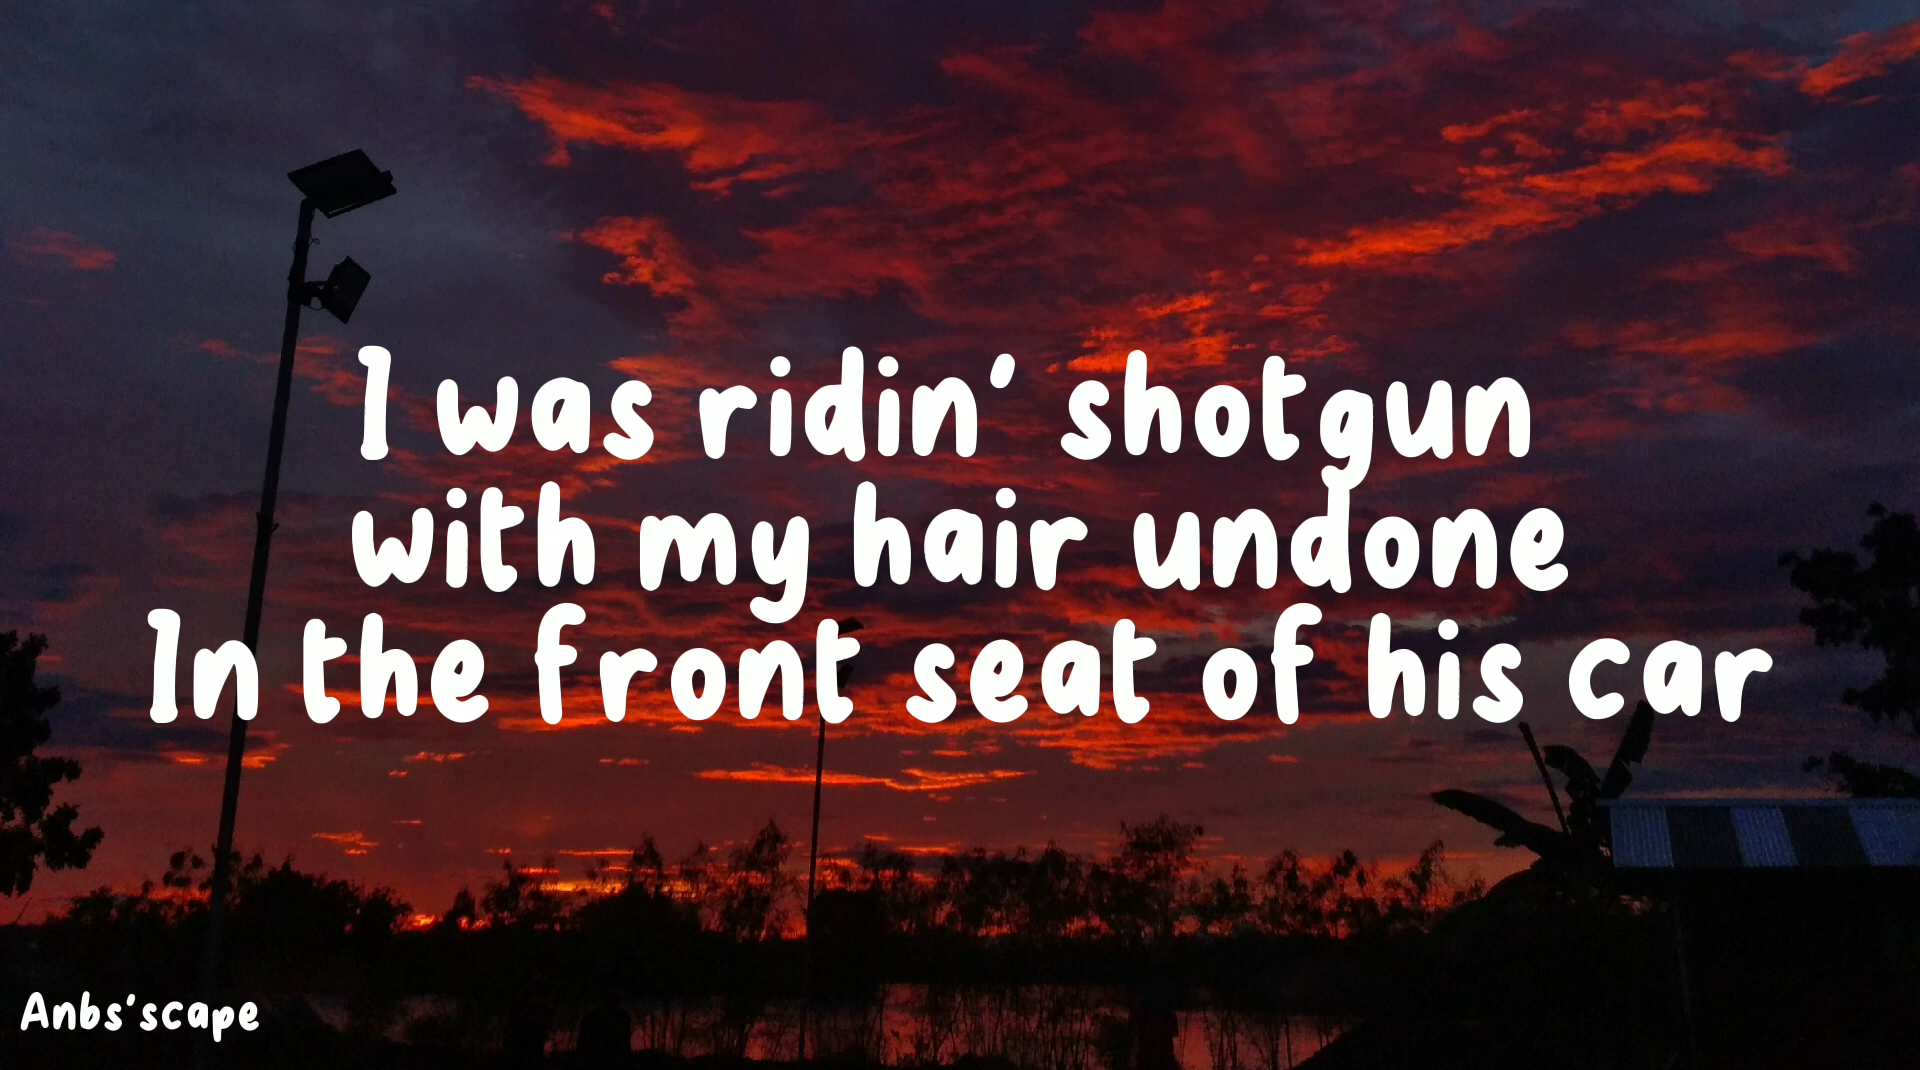 I was ridin' shotgun
with my hair undone
In the front seat of his car
Anbs'scape